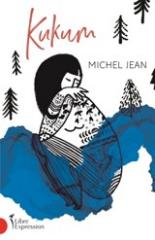 Kukum
MICHEL JEAN
Libre
Expression